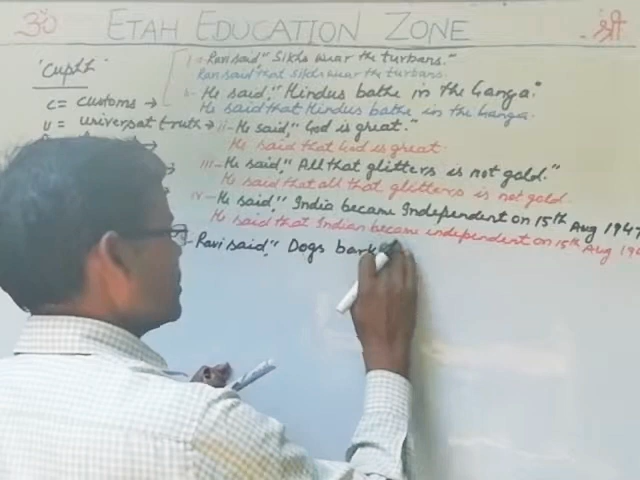 ॐ ETAH EDUCATION ZONE श्री
'Cuphh' i- Ravi said," Sikhs wear the turbans."
Ravi said that Sikhs wear the turbans.
C = customs → He said," Hindus bathe in the Ganga."
He said that Hindus bathe in the Ganga.
U = universal truth → ii- He said," God is great."
He said that God is great.
iii- He said," All that glitters is not gold."
He said that all that glitters is not gold.
iv- He said," India became Independent on 15th Aug 1947
He said that Indian became independent on 15th Aug 19
Ravi said," Dogs bark